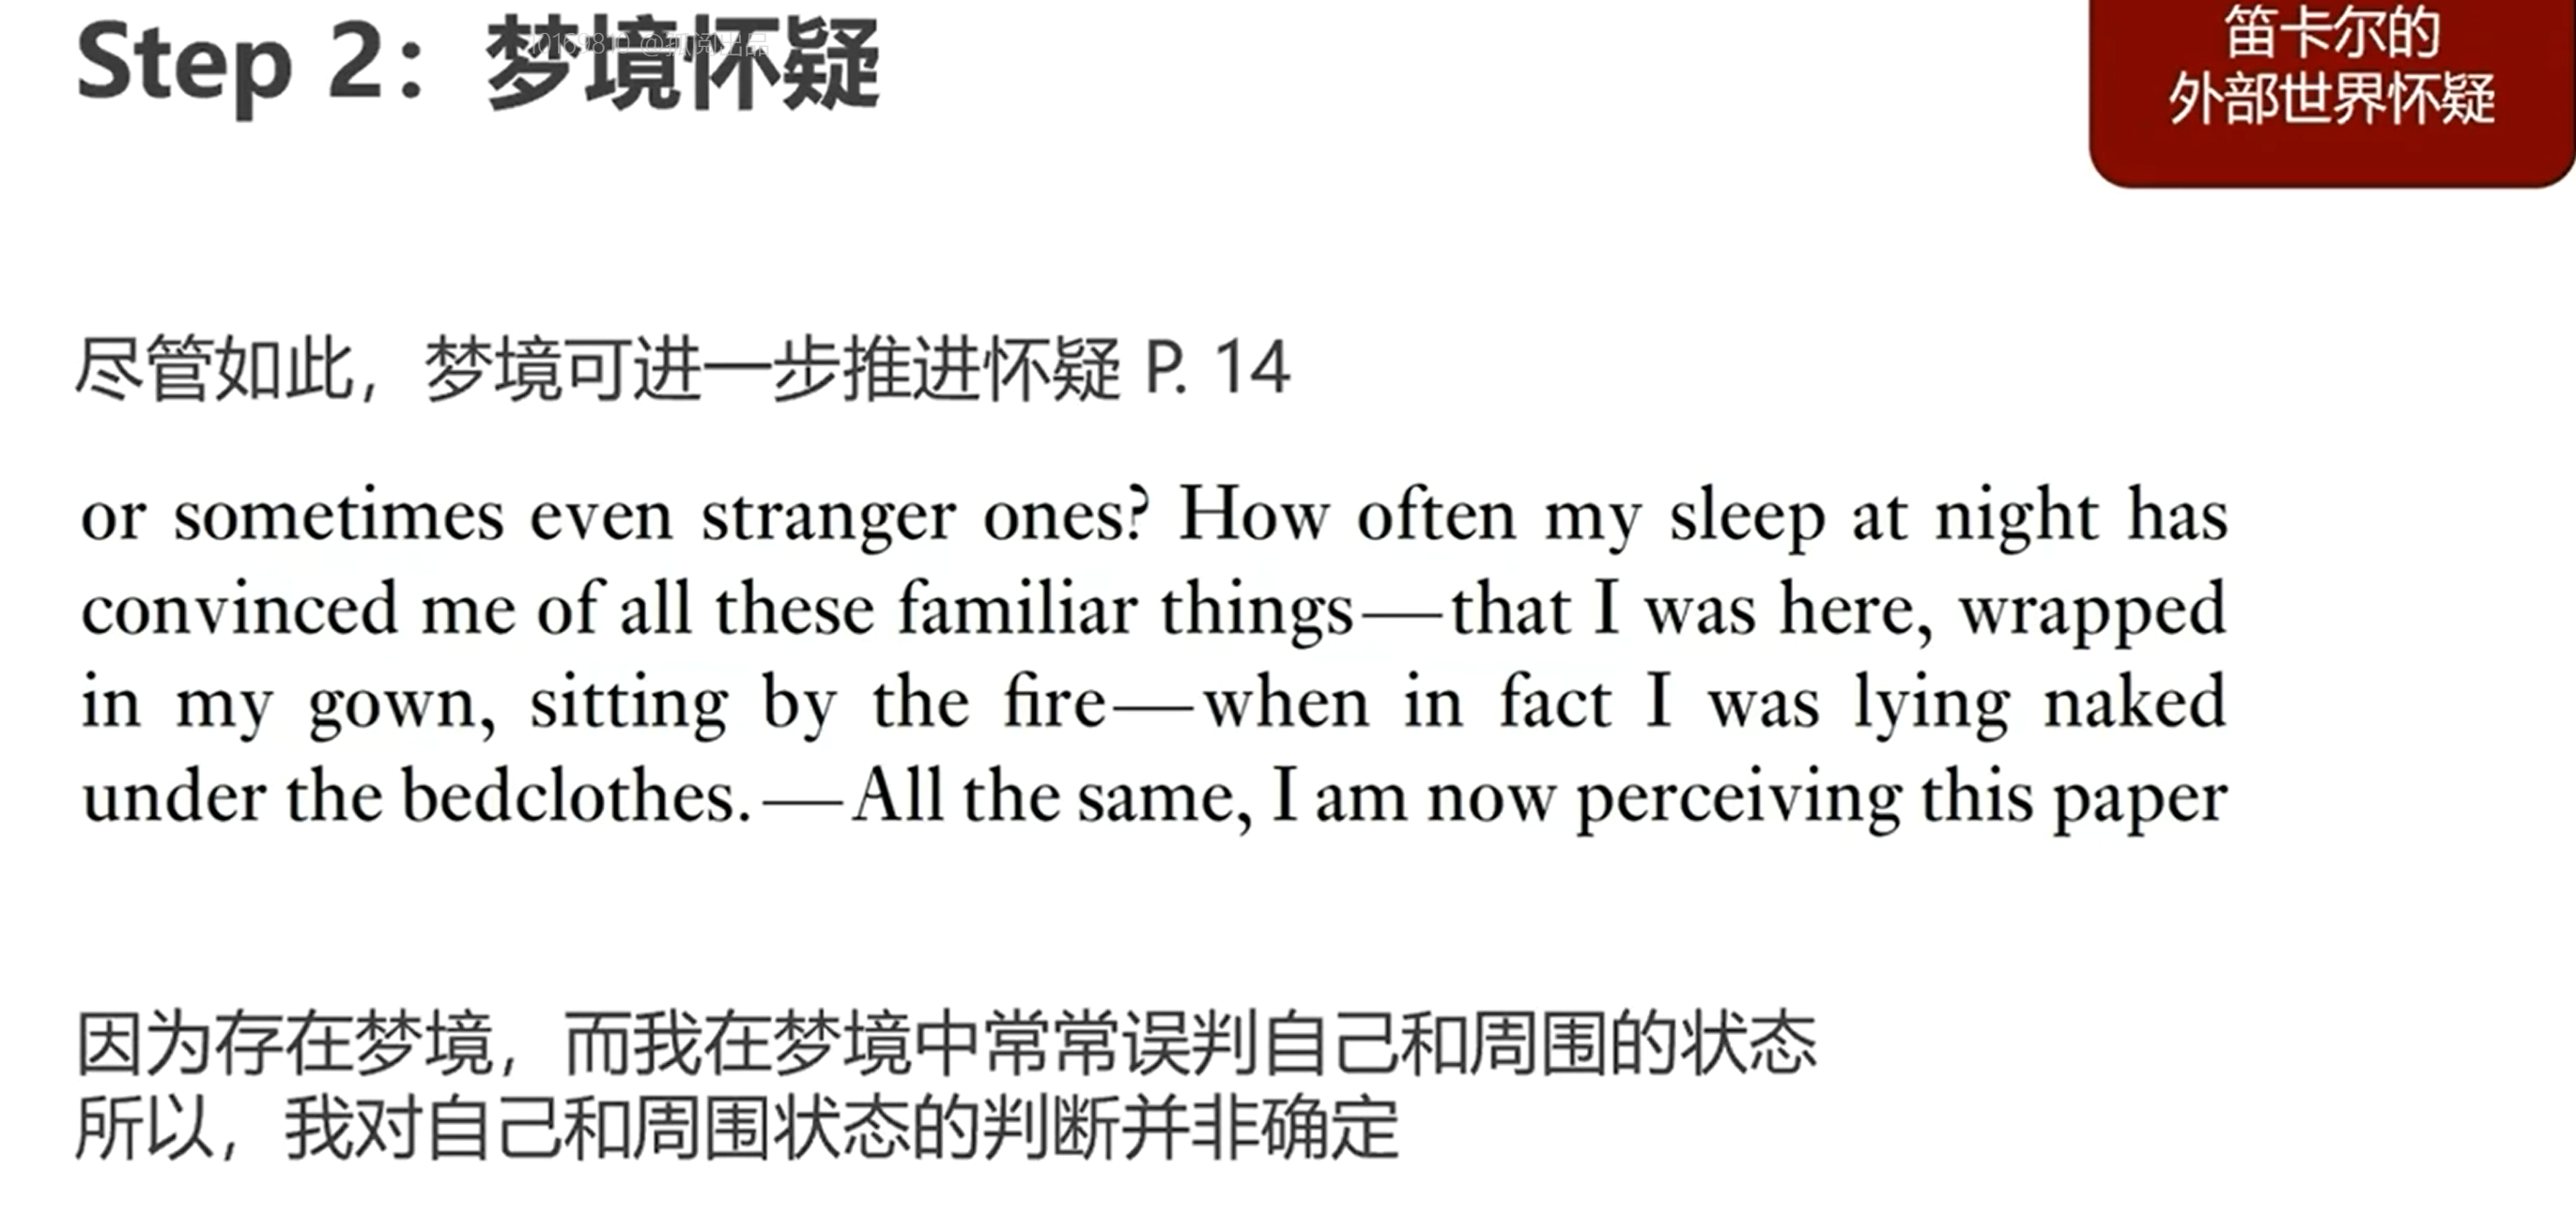 Step 2：梦境怀疑
笛卡尔的
外部世界怀疑
尽管如此，梦境可进一步推进怀疑 P. 14
or sometimes even stranger ones? How often my sleep at night has
convinced me of all these familiar things—that I was here, wrapped
in my gown, sitting by the fire—when in fact I was lying naked
under the bedclothes.—All the same, I am now perceiving this paper
因为存在梦境，而我在梦境中常常误判自己和周围的状态
所以，我对自己和周围状态的判断并非确定